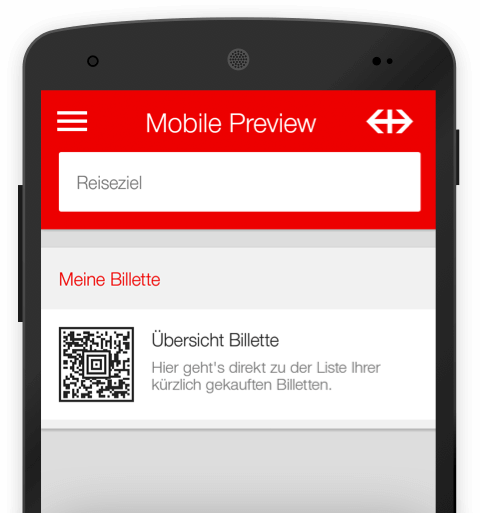 Mobile Preview
Reiseziel
Meine Billette
Übersicht Billette
Hier geht's direkt zu der Liste Ihrer
kürzlich gekauften Billetten.